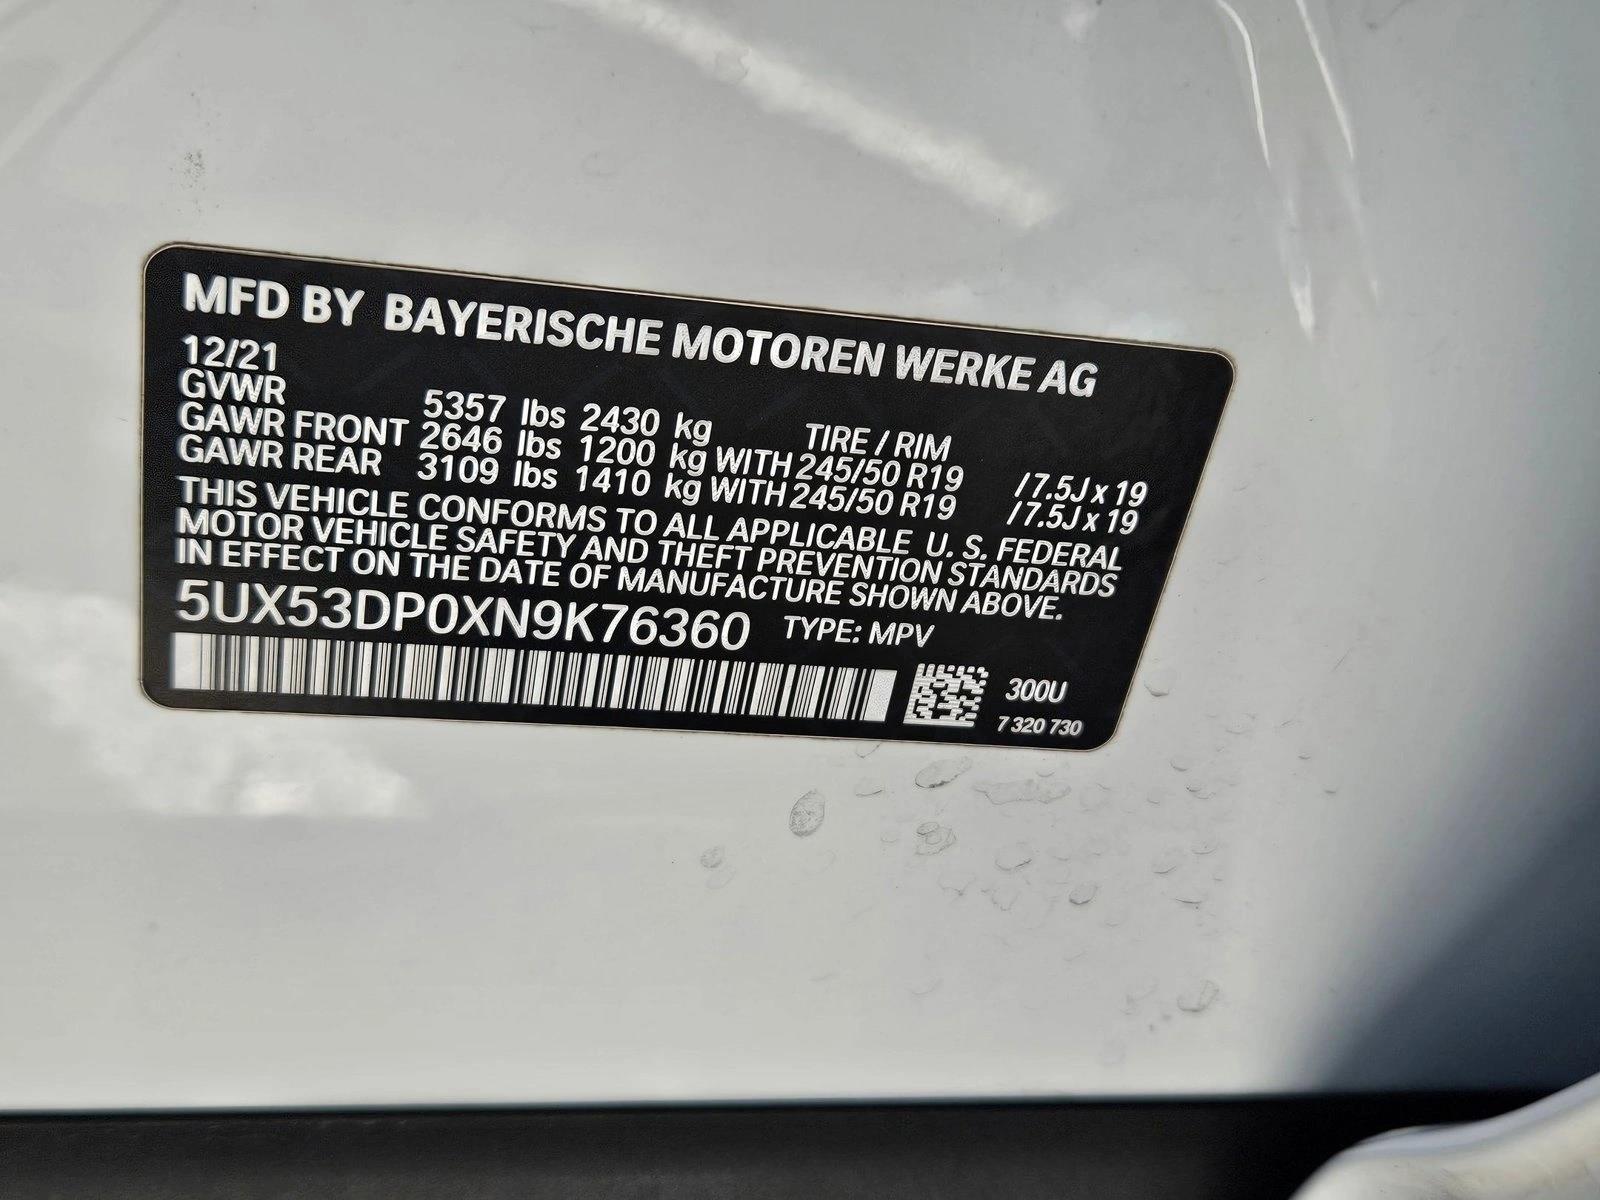 MFD BY BAYERISCHE MOTOREN WERKE AG
12/21
GVWR 5357 lbs 2430 kg TIRE / RIM
GAWR FRONT 2646 lbs 1200 kg WITH 245/50 R19 / 7.5J x 19
GAWR REAR 3109 lbs 1410 kg WITH 245/50 R19 / 7.5J x 19
THIS VEHICLE CONFORMS TO ALL APPLICABLE U. S. FEDERAL
MOTOR VEHICLE SAFETY AND THEFT PREVENTION STANDARDS
IN EFFECT ON THE DATE OF MANUFACTURE SHOWN ABOVE.
5UX53DP0XN9K76360 TYPE: MPV
300U
7 320 730